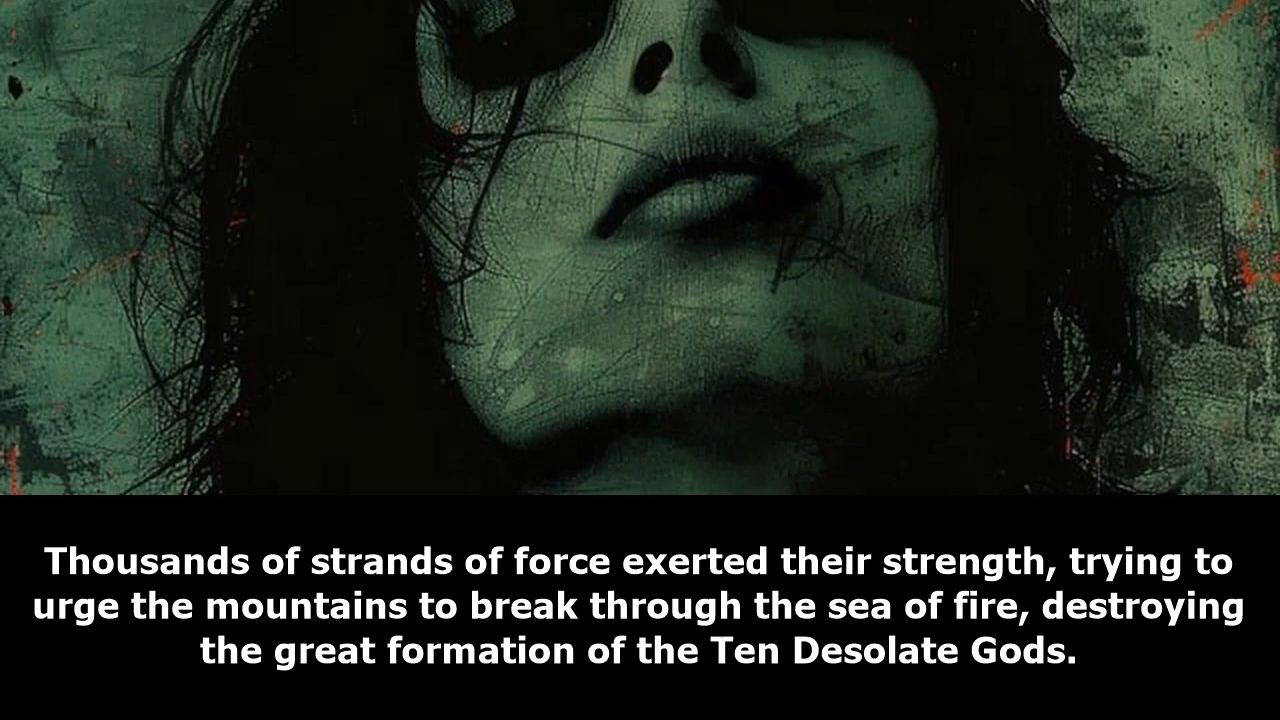 Thousands of strands of force exerted their strength, trying to
urge the mountains to break through the sea of fire, destroying
the great formation of the Ten Desolate Gods.